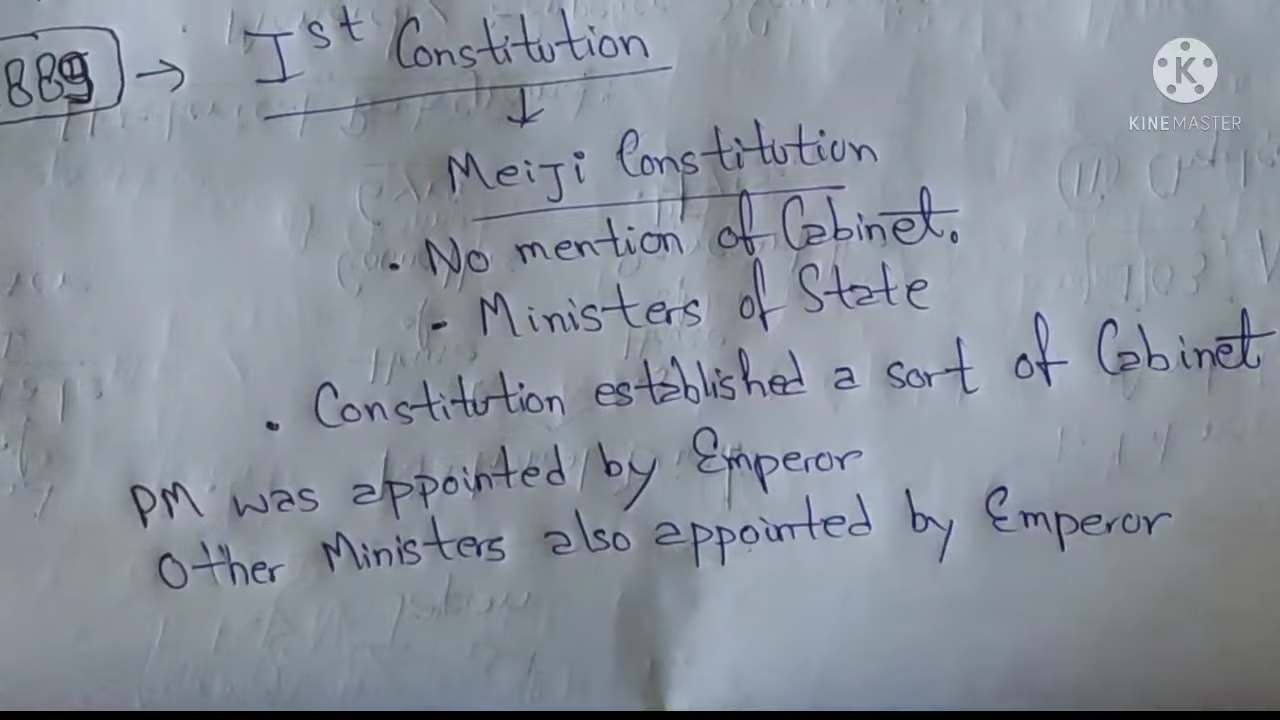 889 → Ist Constitution
↓
Meiji Constitution
. No mention of Cabinet.
- Ministers of State
. Constitution established a sort of Cabinet
PM was appointed by Emperor
Other Ministers also appointed by Emperor
K
KINEMASTER